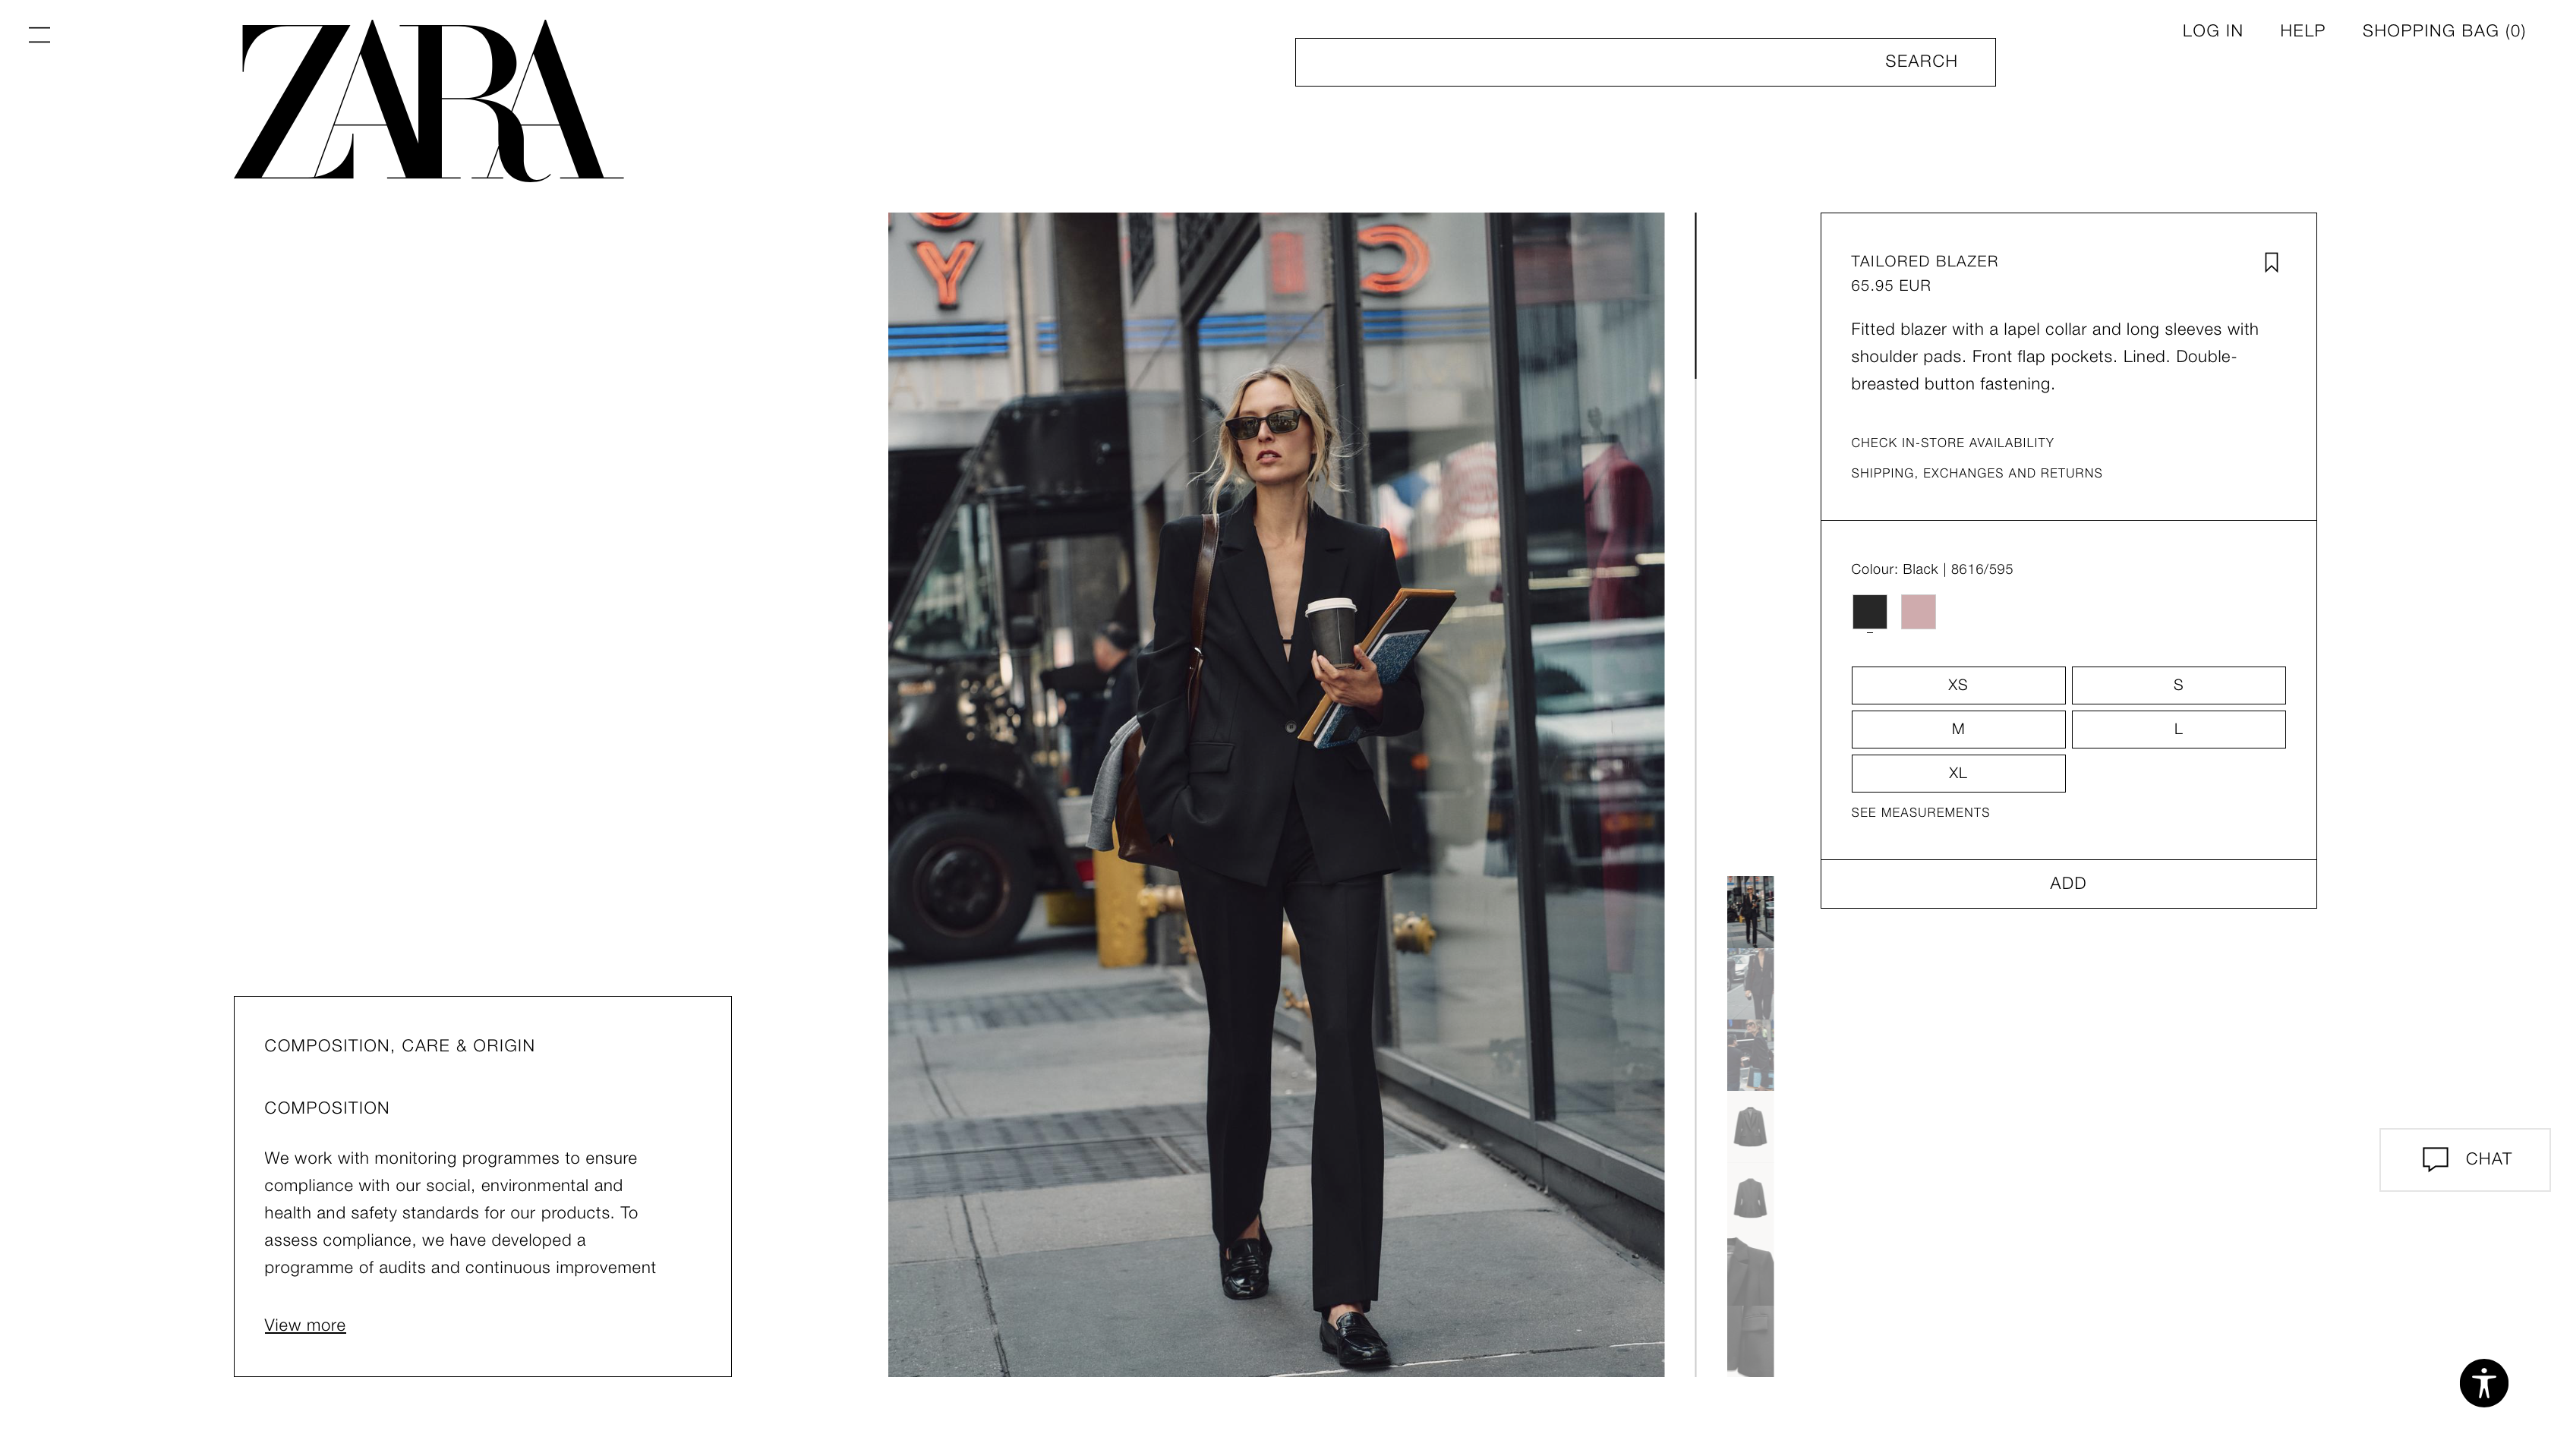 ZARA
SEARCH
LOG IN
HELP
SHOPPING BAG (0)
TAILORED BLAZER
65.95 EUR
Fitted blazer with a lapel collar and long sleeves with
shoulder pads. Front flap pockets. Lined. Double-
breasted button fastening.
CHECK IN-STORE AVAILABILITY
SHIPPING, EXCHANGES AND RETURNS
Colour: Black | 8616/595
XS
S
M
L
XL
SEE MEASUREMENTS
ADD
COMPOSITION, CARE & ORIGIN
COMPOSITION
We work with monitoring programmes to ensure
compliance with our social, environmental and
health and safety standards for our products. To
assess compliance, we have developed a
programme of audits and continuous improvement
View more
CHAT